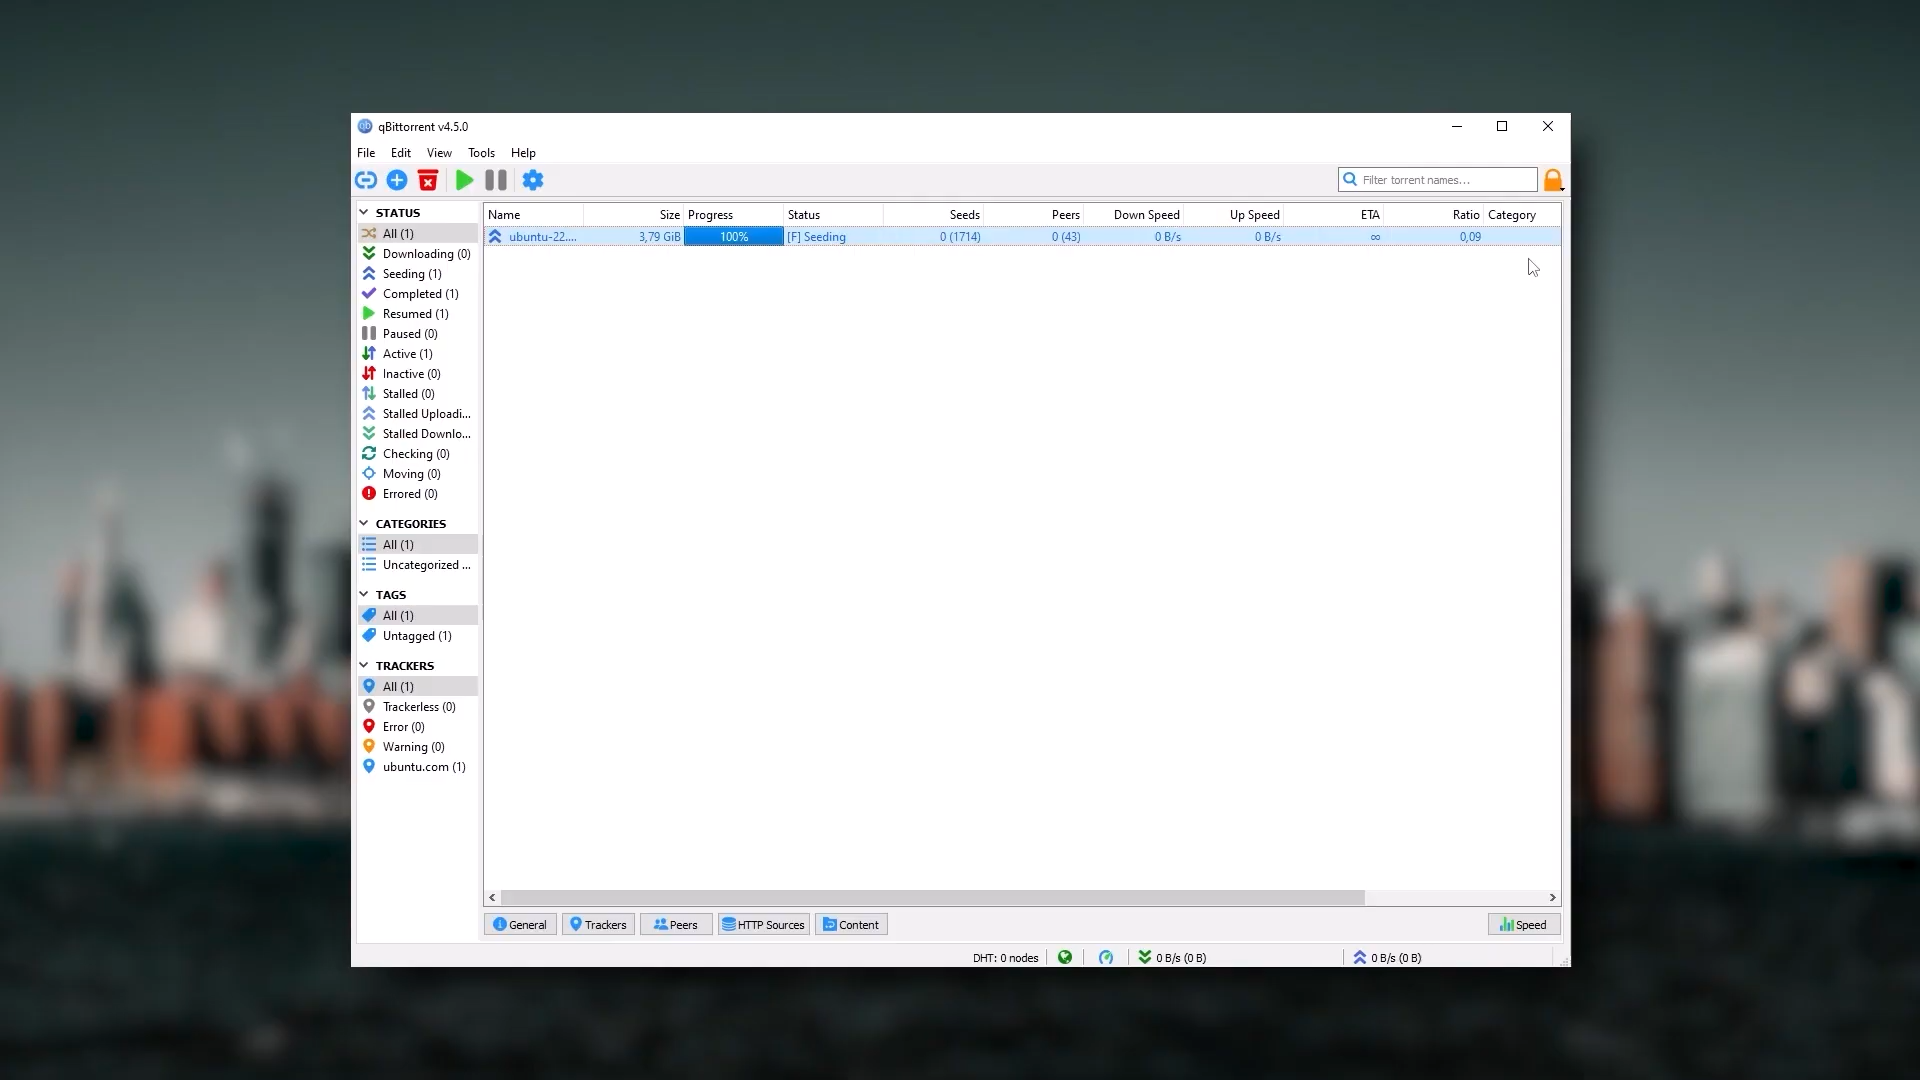 qBittorrent v4.5.0
File Edit View Tools Help
Filter torrent names...
STATUS
All (1)
Downloading (0)
Seeding (1)
Completed (1)
Resumed (1)
Paused (0)
Active (1)
Inactive (0)
Stalled (0)
Stalled Uploadi...
Stalled Downlo...
Checking (0)
Moving (0)
Errored (0)
CATEGORIES
All (1)
Uncategorized ...
TAGS
All (1)
Untagged (1)
TRACKERS
All (1)
Trackerless (0)
Error (0)
Warning (0)
ubuntu.com (1)
Name Size Progress Status Seeds Peers Down Speed Up Speed ETA Ratio Category
ubuntu-22.... 3,79 GiB 100% [F] Seeding 0 (1714) 0 (43) 0 B/s 0 B/s ∞ 0,09
General Trackers Peers HTTP Sources Content Speed
DHT: 0 nodes 0 B/s (0 B) 0 B/s (0 B)